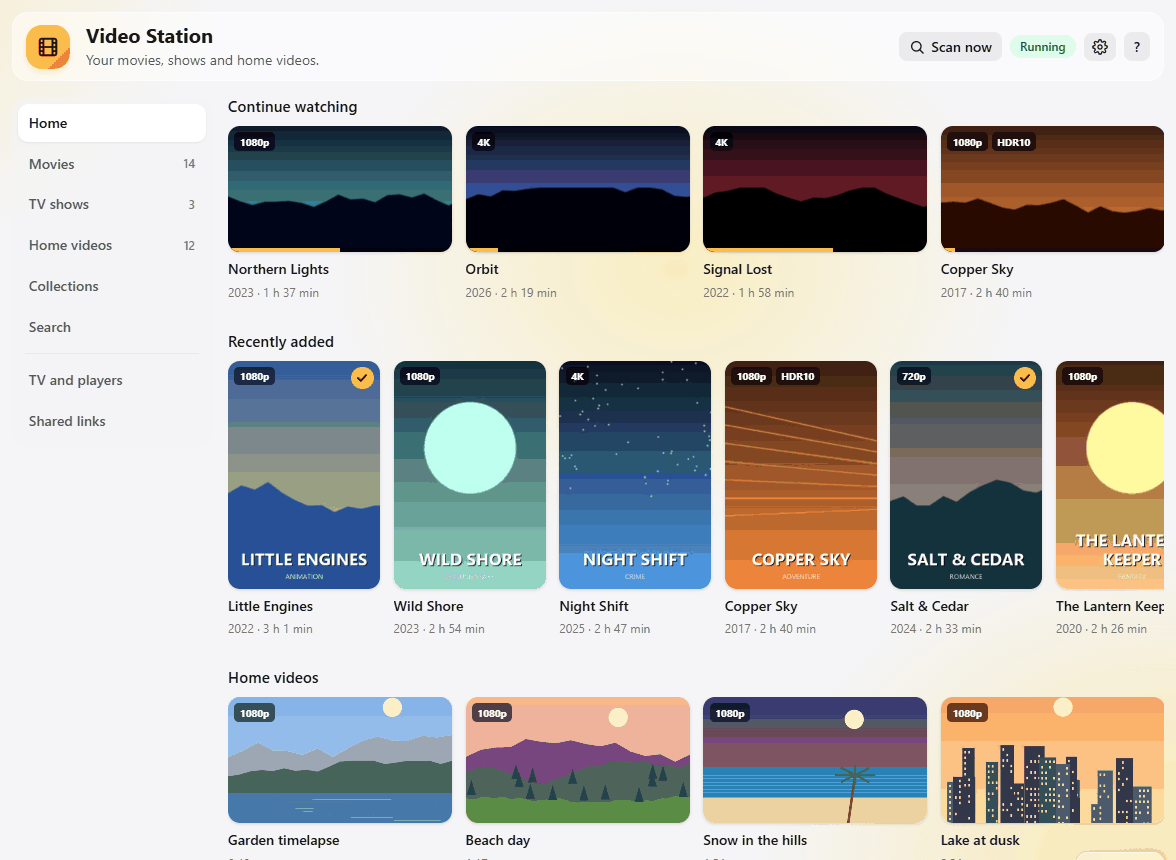 Video Station
Your movies, shows and home videos.
Scan now
Running
?
Home
Movies 14
TV shows 3
Home videos 12
Collections
Search
TV and players
Shared links
Continue watching
1080p
4K
4K
1080p HDR10
Northern Lights
2023 · 1 h 37 min
Orbit
2026 · 2 h 19 min
Signal Lost
2022 · 1 h 58 min
Copper Sky
2017 · 2 h 40 min
Recently added
1080p
LITTLE ENGINES
ANIMATION
Little Engines
2022 · 3 h 1 min
1080p
WILD SHORE
Wild Shore
2023 · 2 h 54 min
4K
NIGHT SHIFT
CRIME
Night Shift
2025 · 2 h 47 min
1080p HDR10
COPPER SKY
ADVENTURE
Copper Sky
2017 · 2 h 40 min
720p
SALT & CEDAR
ROMANCE
Salt & Cedar
2024 · 2 h 33 min
1080p
THE LANTE
KEEPER
The Lantern Keep
2020 · 2 h 26 min
Home videos
1080p
Garden timelapse
1080p
Beach day
1080p
Snow in the hills
1080p
Lake at dusk